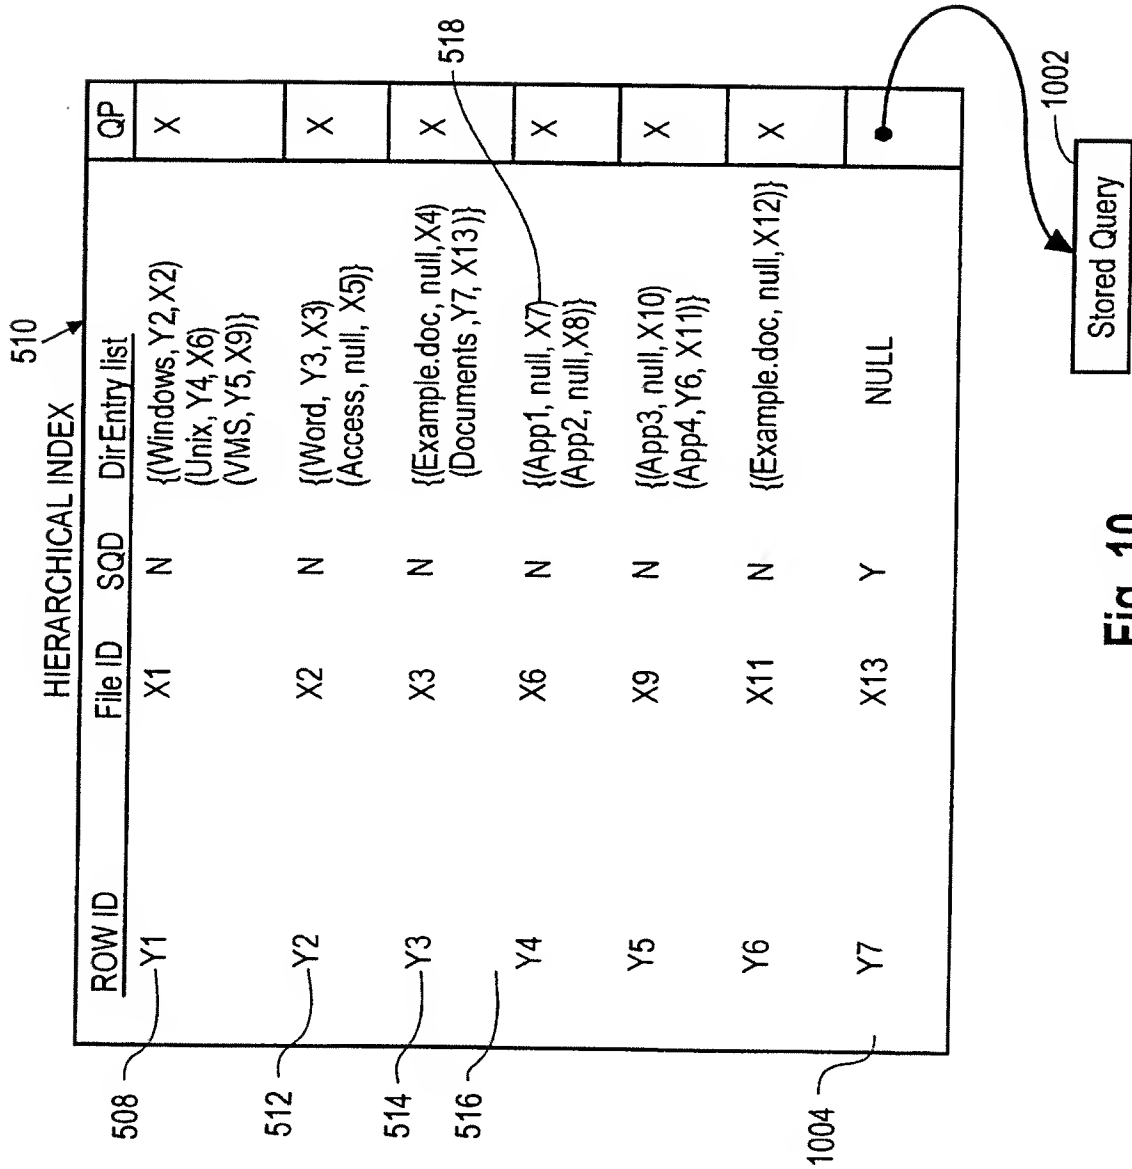 HIERARCHICAL INDEX
510
ROW ID File ID SQD DirEntry list QP
508 Y1 X1 N {(Windows, Y2,X2) X
(Unix, Y4,X6)
(VMS, Y5, X9)}
512 Y2 X2 N {(Word, Y3, X3) X
(Access, null, X5)}
514 Y3 X3 N {(Example.doc, null,X4) X
(Documents ,Y7, X13)}
516 Y4 X6 N {(App1, null, X7) X
518
(App2, null,X8)}
Y5 X9 N {(App3, null,X10) X
(App4, Y6, X11)}
Y6 X11 N {(Example.doc, null,X12)} X
1004 Y7 X13 Y NULL
1002
Stored Query
Fig. 10